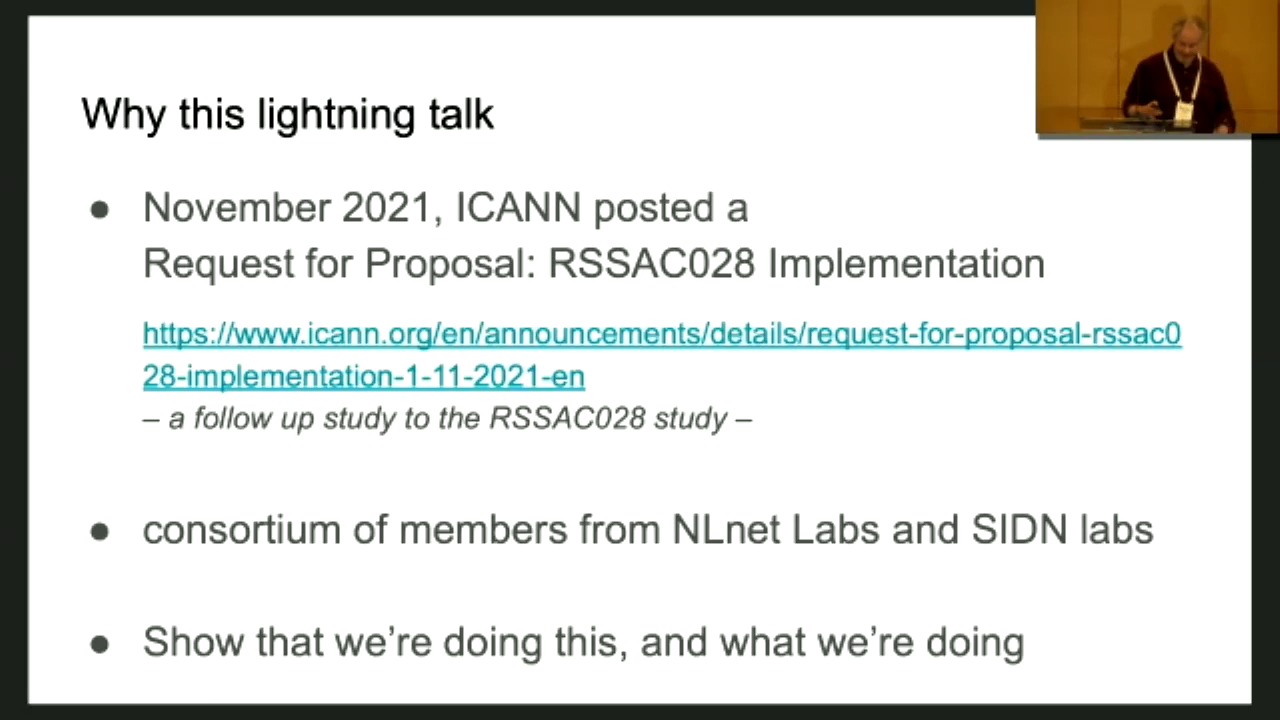 Why this lightning talk
● November 2021, ICANN posted a
Request for Proposal: RSSAC028 Implementation
https://www.icann.org/en/announcements/details/request-for-proposal-rssac0
28-implementation-1-11-2021-en
– a follow up study to the RSSAC028 study –
● consortium of members from NLnet Labs and SIDN labs
● Show that we’re doing this, and what we’re doing